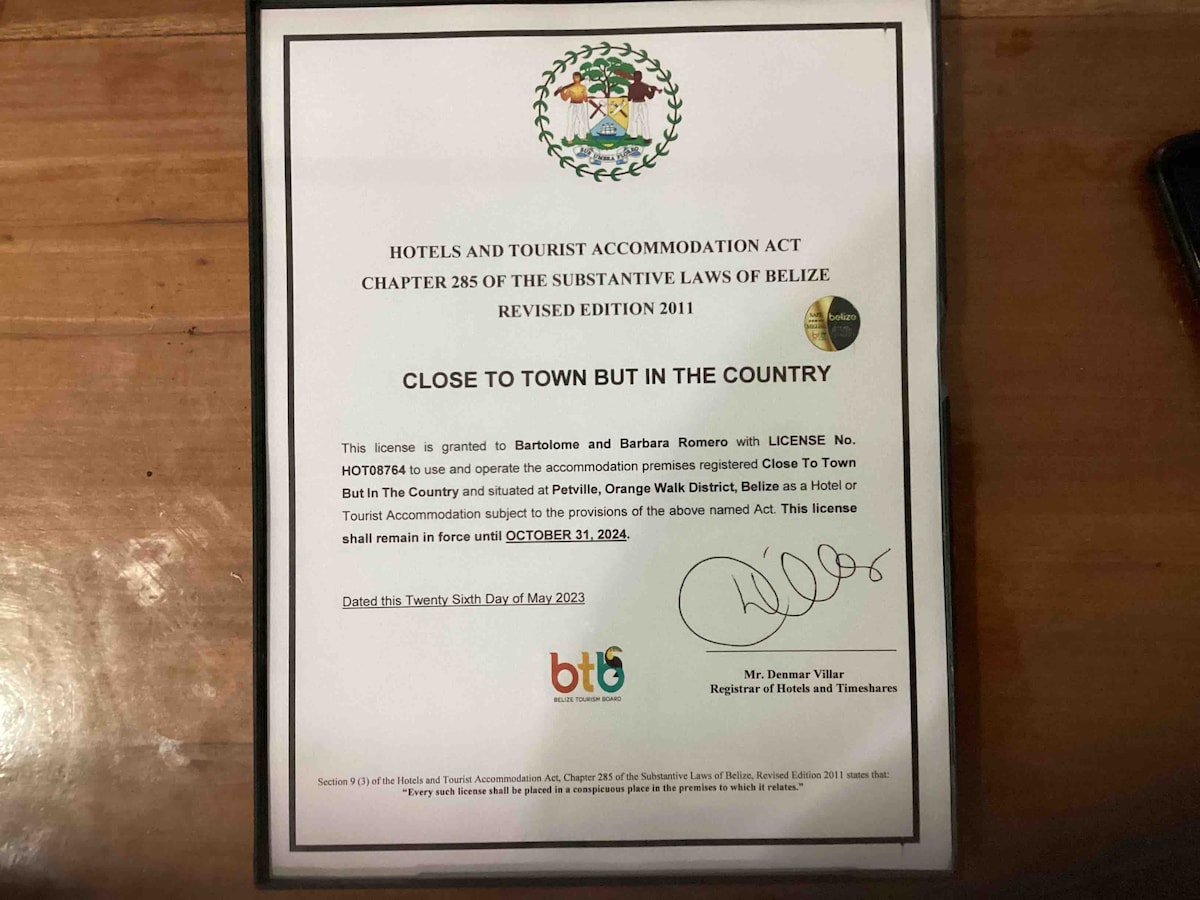 SUB UMBRA FLOREO
HOTELS AND TOURIST ACCOMMODATION ACT
CHAPTER 285 OF THE SUBSTANTIVE LAWS OF BELIZE
REVISED EDITION 2011
belize
CLOSE TO TOWN BUT IN THE COUNTRY
This license is granted to Bartolome and Barbara Romero with LICENSE No.
HOT08764 to use and operate the accommodation premises registered Close To Town
But In The Country and situated at Petville, Orange Walk District, Belize as a Hotel or
Tourist Accommodation subject to the provisions of the above named Act. This license
shall remain in force until OCTOBER 31, 2024.
Dated this Twenty Sixth Day of May 2023
DVillar
btb
BELIZE TOURISM BOARD
Mr. Denmar Villar
Registrar of Hotels and Timeshares
Section 9 (3) of the Hotels and Tourist Accommodation Act, Chapter 285 of the Substantive Laws of Belize, Revised Edition 2011 states that:
“Every such license shall be placed in a conspicuous place in the premises to which it relates.”